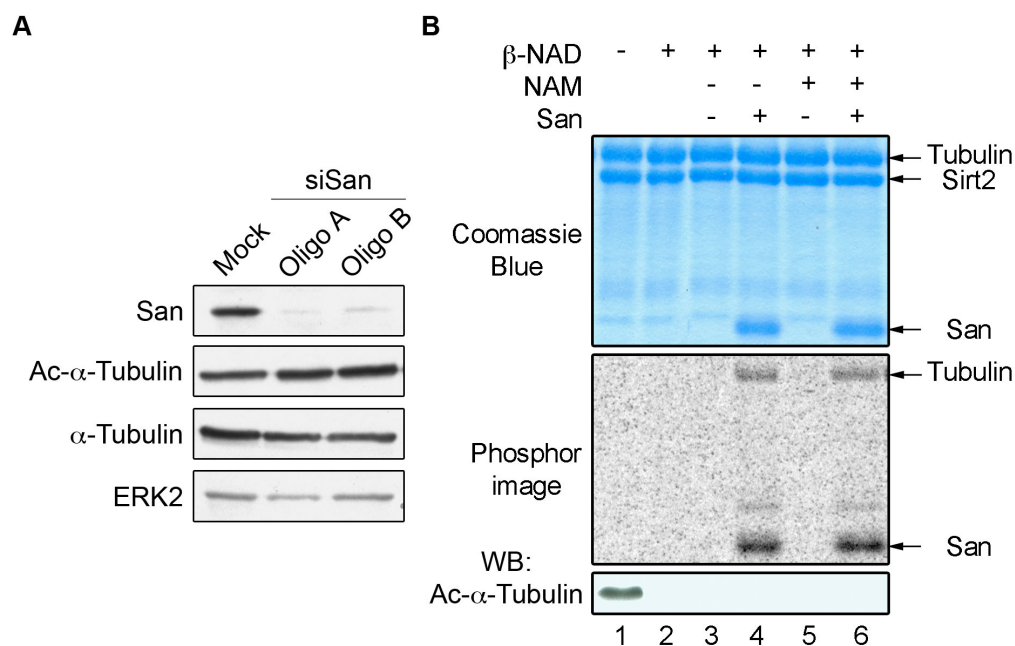 A
siSan
Mock
Oligo A
Oligo B
San
Ac-α-Tubulin
α-Tubulin
ERK2
B
β-NAD - + + + + +
NAM - - + +
San - + - +
Coomassie
Blue
Tubulin
Sirt2
San
Phosphor
image
Tubulin
San
WB:
Ac-α-Tubulin
1 2 3 4 5 6